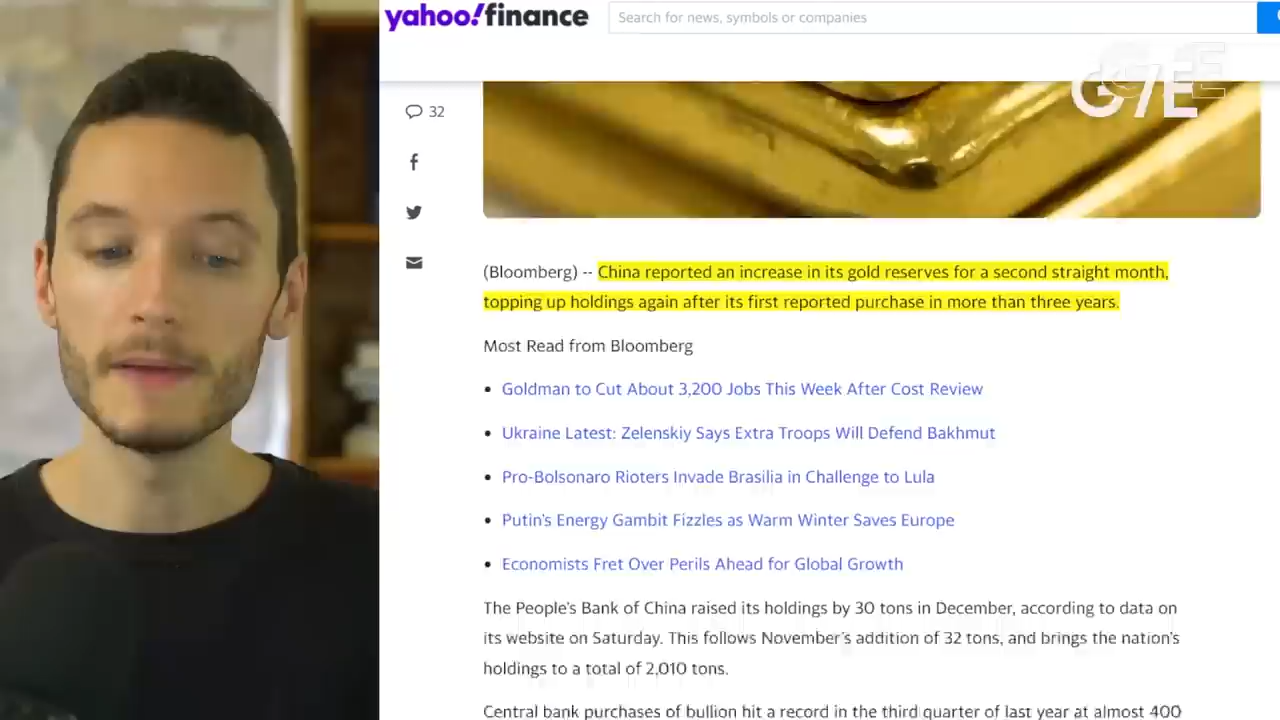 yahoo!finance
Search for news, symbols or companies
32
(Bloomberg) -- China reported an increase in its gold reserves for a second straight month,
topping up holdings again after its first reported purchase in more than three years.
Most Read from Bloomberg
Goldman to Cut About 3,200 Jobs This Week After Cost Review
Ukraine Latest: Zelenskiy Says Extra Troops Will Defend Bakhmut
Pro-Bolsonaro Rioters Invade Brasilia in Challenge to Lula
Putin's Energy Gambit Fizzles as Warm Winter Saves Europe
Economists Fret Over Perils Ahead for Global Growth
The People's Bank of China raised its holdings by 30 tons in December, according to data on
its website on Saturday. This follows November's addition of 32 tons, and brings the nation's
holdings to a total of 2,010 tons.
Central bank purchases of bullion hit a record in the third quarter of last year at almost 400